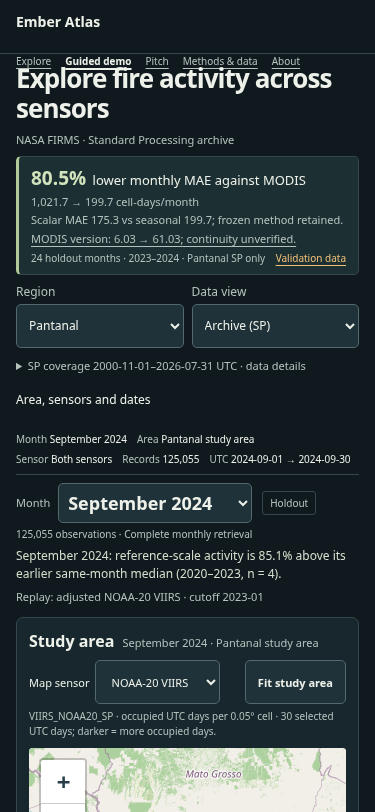 Ember Atlas
Explore Guided demo Pitch Methods & data About
Explore fire activity across
sensors
NASA FIRMS · Standard Processing archive
80.5% lower monthly MAE against MODIS
1,021.7 → 199.7 cell-days/month
Scalar MAE 175.3 vs seasonal 199.7; frozen method retained.
MODIS version: 6.03 → 61.03; continuity unverified.
24 holdout months · 2023–2024 · Pantanal SP only Validation data
Region Data view
Pantanal Archive (SP)
SP coverage 2000-11-01–2026-07-31 UTC · data details
Area, sensors and dates
Month September 2024 Area Pantanal study area
Sensor Both sensors Records 125,055 UTC 2024-09-01 → 2024-09-30
Month September 2024 Holdout
125,055 observations · Complete monthly retrieval
September 2024: reference-scale activity is 85.1% above its
earlier same-month median (2020–2023, n = 4).
Replay: adjusted NOAA-20 VIIRS · cutoff 2023-01
Study area September 2024 · Pantanal study area
Map sensor NOAA-20 VIIRS Fit study area
VIIRS_NOAA20_SP · occupied UTC days per 0.05° cell · 30 selected
UTC days; darker = more occupied days.
+
Mato Grosso